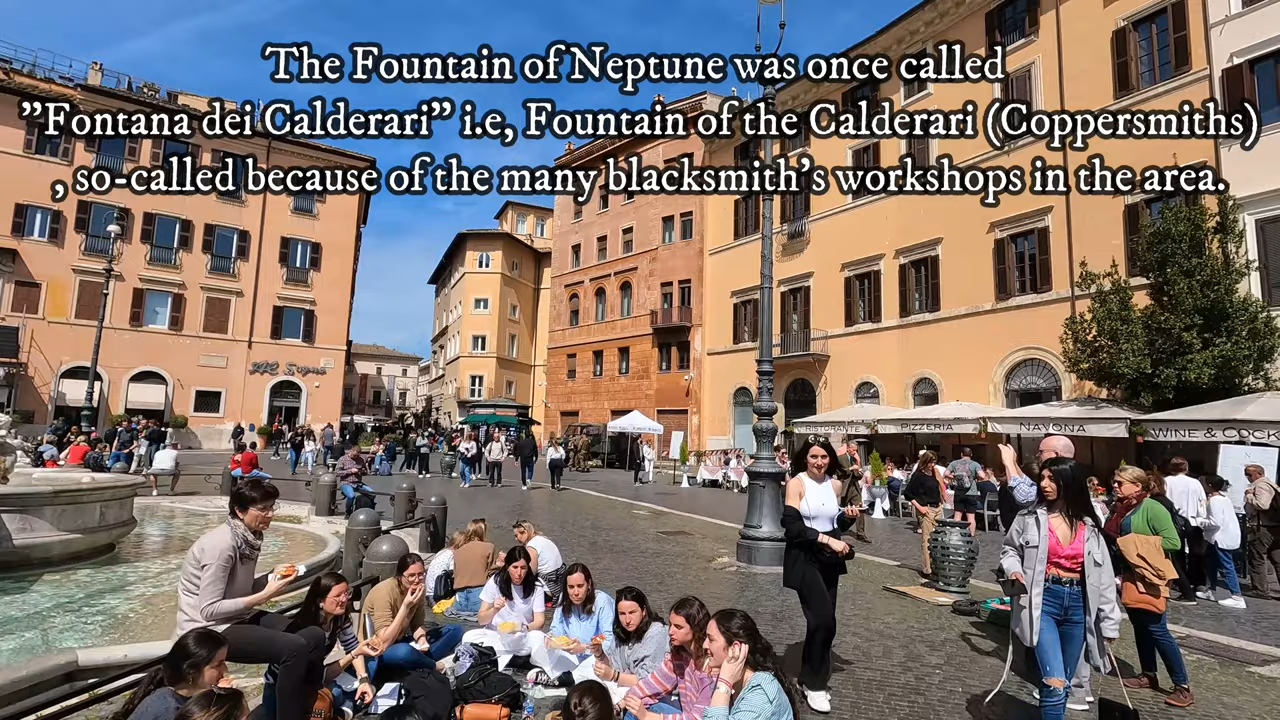 The Fountain of Neptune was once called
"Fontana dei Calderari" i.e, Fountain of the Calderari (Coppersmiths)
, so-called because of the many blacksmith's workshops in the area.
RISTORANTE PIZZERIA NAVONA WINE & COCK